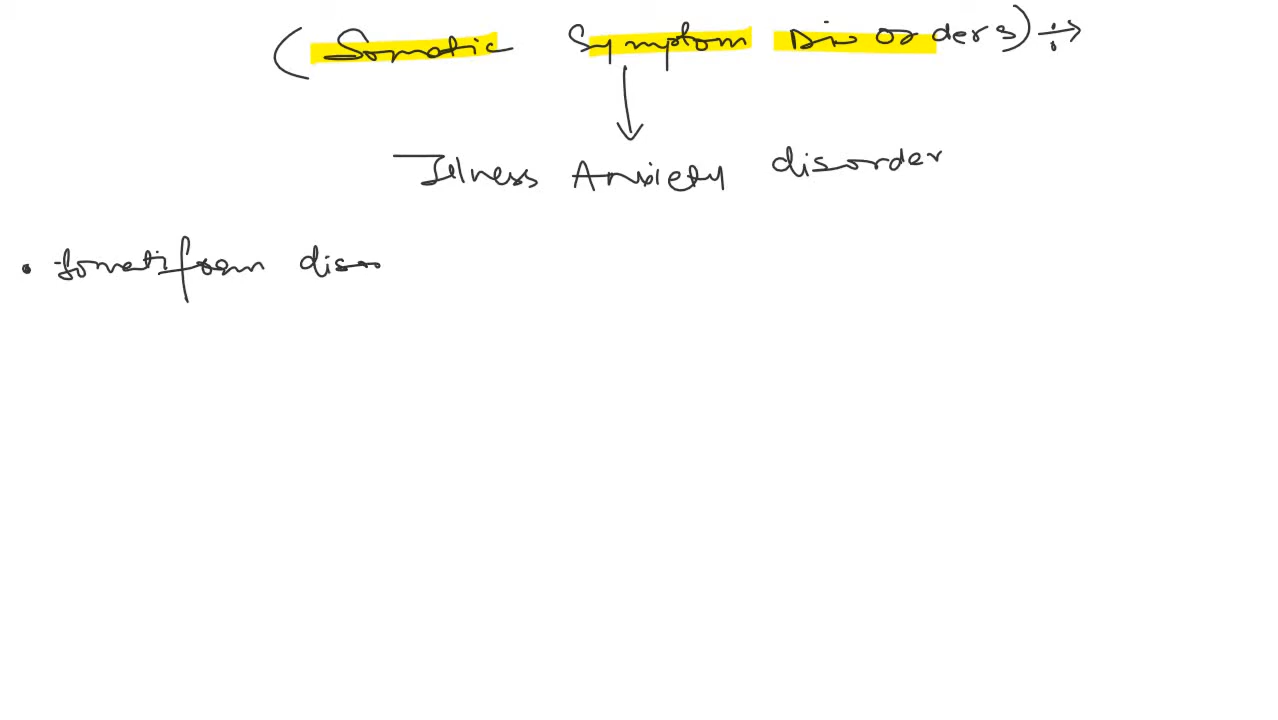 (Somatic Symptom Disorders) ÷→
↓
Illness Anxiety disorder
• Somatiform diso